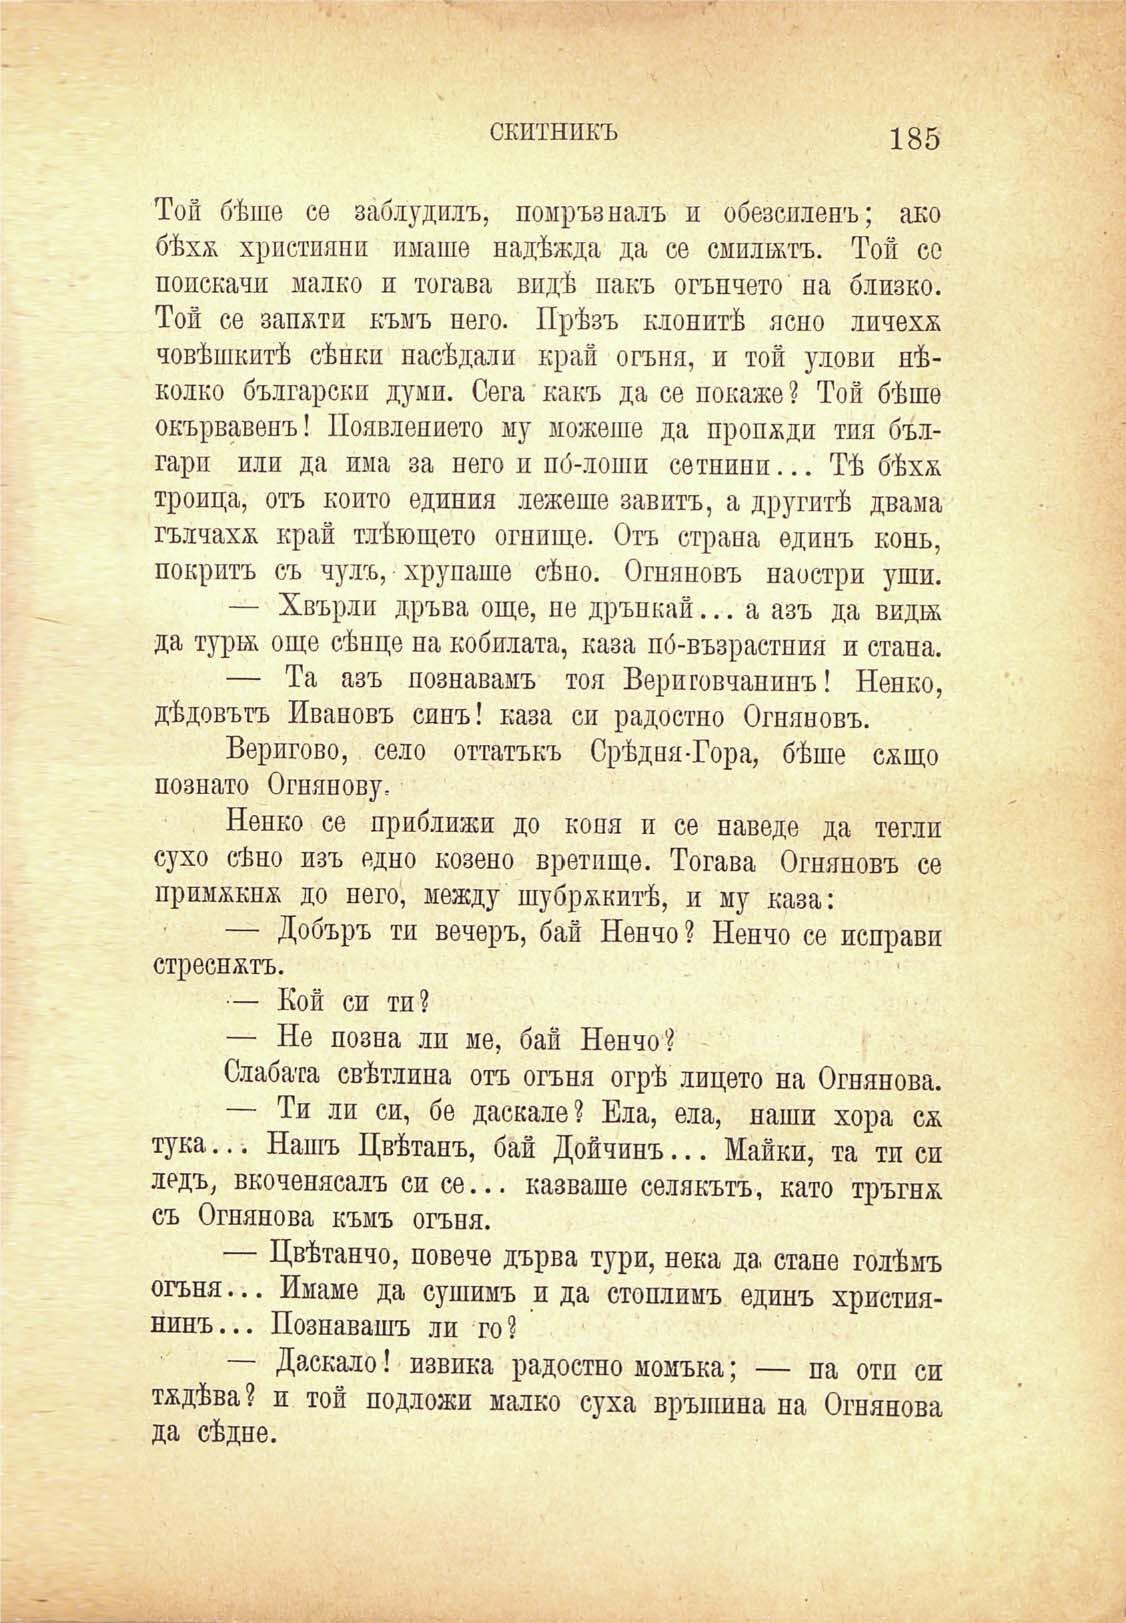 СКИТНИКЪ
185
Той бѣше се заблудилъ, помръзналъ и обезсиленъ; ако
бѣхѫ християни имаше надѣжда да се смилѭтъ. Той се
поискачи малко и тогава видѣ пакъ огънчето на близко.
Той се запѫти къмъ него. Прѣзъ клонитѣ ясно личехѫ
човѣшкитѣ сѣнки насѣдали край огъня, и той улови нѣ-
колко български думи. Сега какъ да се покаже? Той бѣше
окървавенъ! Появлението му можеше да пропѫди тия бъл-
гари или да има за него и по́-лоши сетнини... Тѣ бѣхѫ
троица, отъ които единия лежеше завитъ, а другитѣ двама
гълчахѫ край тлѣющето огнище. Отъ страна единъ конь,
покритъ съ чулъ, хрупаше сѣно. Огняновъ наостри уши.
— Хвърли дръва още, не дрънкай... а азъ да видѭ
да турѭ още сѣнце на кобилата, каза по́-възрастния и стана.
— Та азъ познавамъ тоя Вериговчанинъ! Ненко,
дѣдовътъ Ивановъ синъ! каза си радостно Огняновъ.
Веригово, село оттатъкъ Срѣдня-Гора, бѣше сѫщо
познато Огнянову.
Ненко се приближи до коня и се наведе да тегли
сухо сѣно изъ едно козено вретище. Тогава Огняновъ се
примѫкнѫ до него, между шубрѫкитѣ, и му каза:
— Добъръ ти вечеръ, бай Ненчо? Ненчо се исправи
стреснѫтъ.
— Кой си ти?
— Не позна ли ме, бай Ненчо?
Слабата свѣтлина отъ огъня огрѣ лицето на Огнянова.
— Ти ли си, бе даскале? Ела, ела, наши хора сѫ
тука... Нашъ Цвѣтанъ, бай Дойчинъ... Майки, та ти си
ледъ, вкоченясалъ си се... казваше селякътъ, като тръгнѫ
съ Огнянова към​ъ огъня.
— Цвѣтанчо, повече дърва тури, нека да стане голѣмъ
огъня... Имаме да сушимъ и да стоплимъ единъ христия-
нинъ... Познавашъ ли го?
— Даскало! извика радостно момъка; — па оти си
тѫдѣва? и той подложи малко суха връшина на Огнянова
да сѣдне.